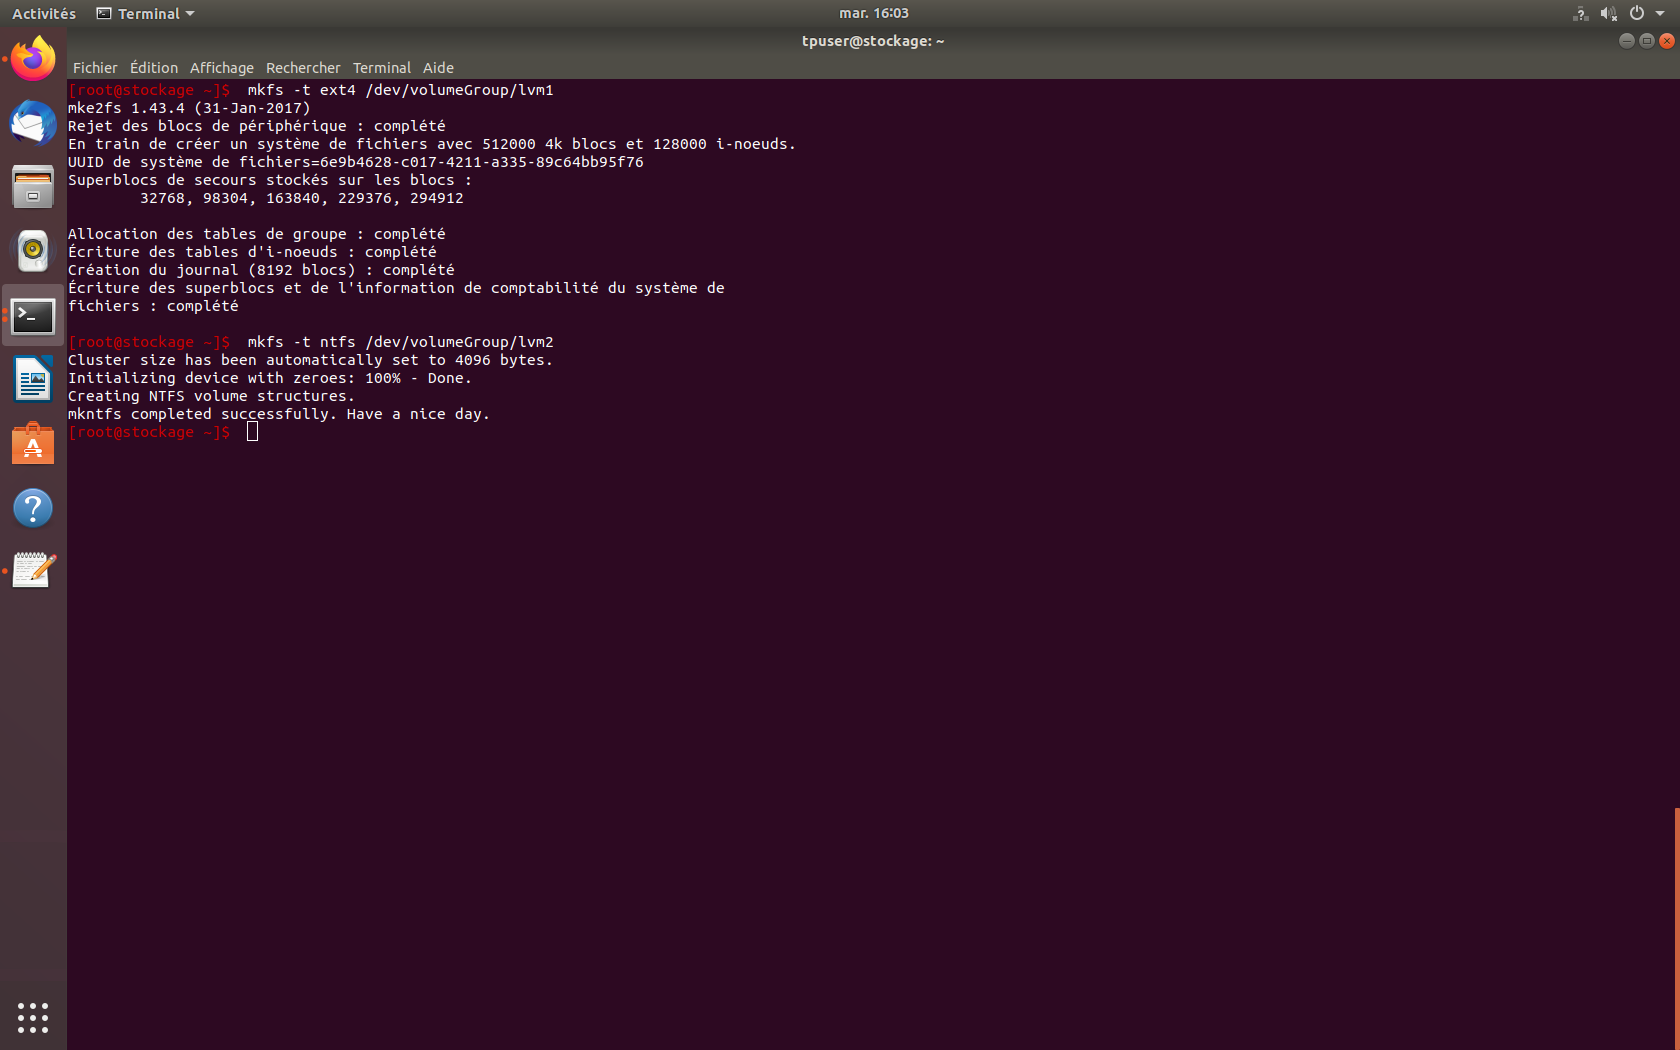 Activités Terminal mar. 16:03
tpuser@stockage: ~
Fichier Édition Affichage Rechercher Terminal Aide
[root@stockage ~]$ mkfs -t ext4 /dev/volumeGroup/lvm1
mke2fs 1.43.4 (31-Jan-2017)
Rejet des blocs de périphérique : complété
En train de créer un système de fichiers avec 512000 4k blocs et 128000 i-noeuds.
UUID de système de fichiers=6e9b4628-c017-4211-a335-89c64bb95f76
Superblocs de secours stockés sur les blocs :
32768, 98304, 163840, 229376, 294912
Allocation des tables de groupe : complété
Écriture des tables d'i-noeuds : complété
Création du journal (8192 blocs) : complété
Écriture des superblocs et de l'information de comptabilité du système de
fichiers : complété
[root@stockage ~]$ mkfs -t ntfs /dev/volumeGroup/lvm2
Cluster size has been automatically set to 4096 bytes.
Initializing device with zeroes: 100% - Done.
Creating NTFS volume structures.
mkntfs completed successfully. Have a nice day.
[root@stockage ~]$